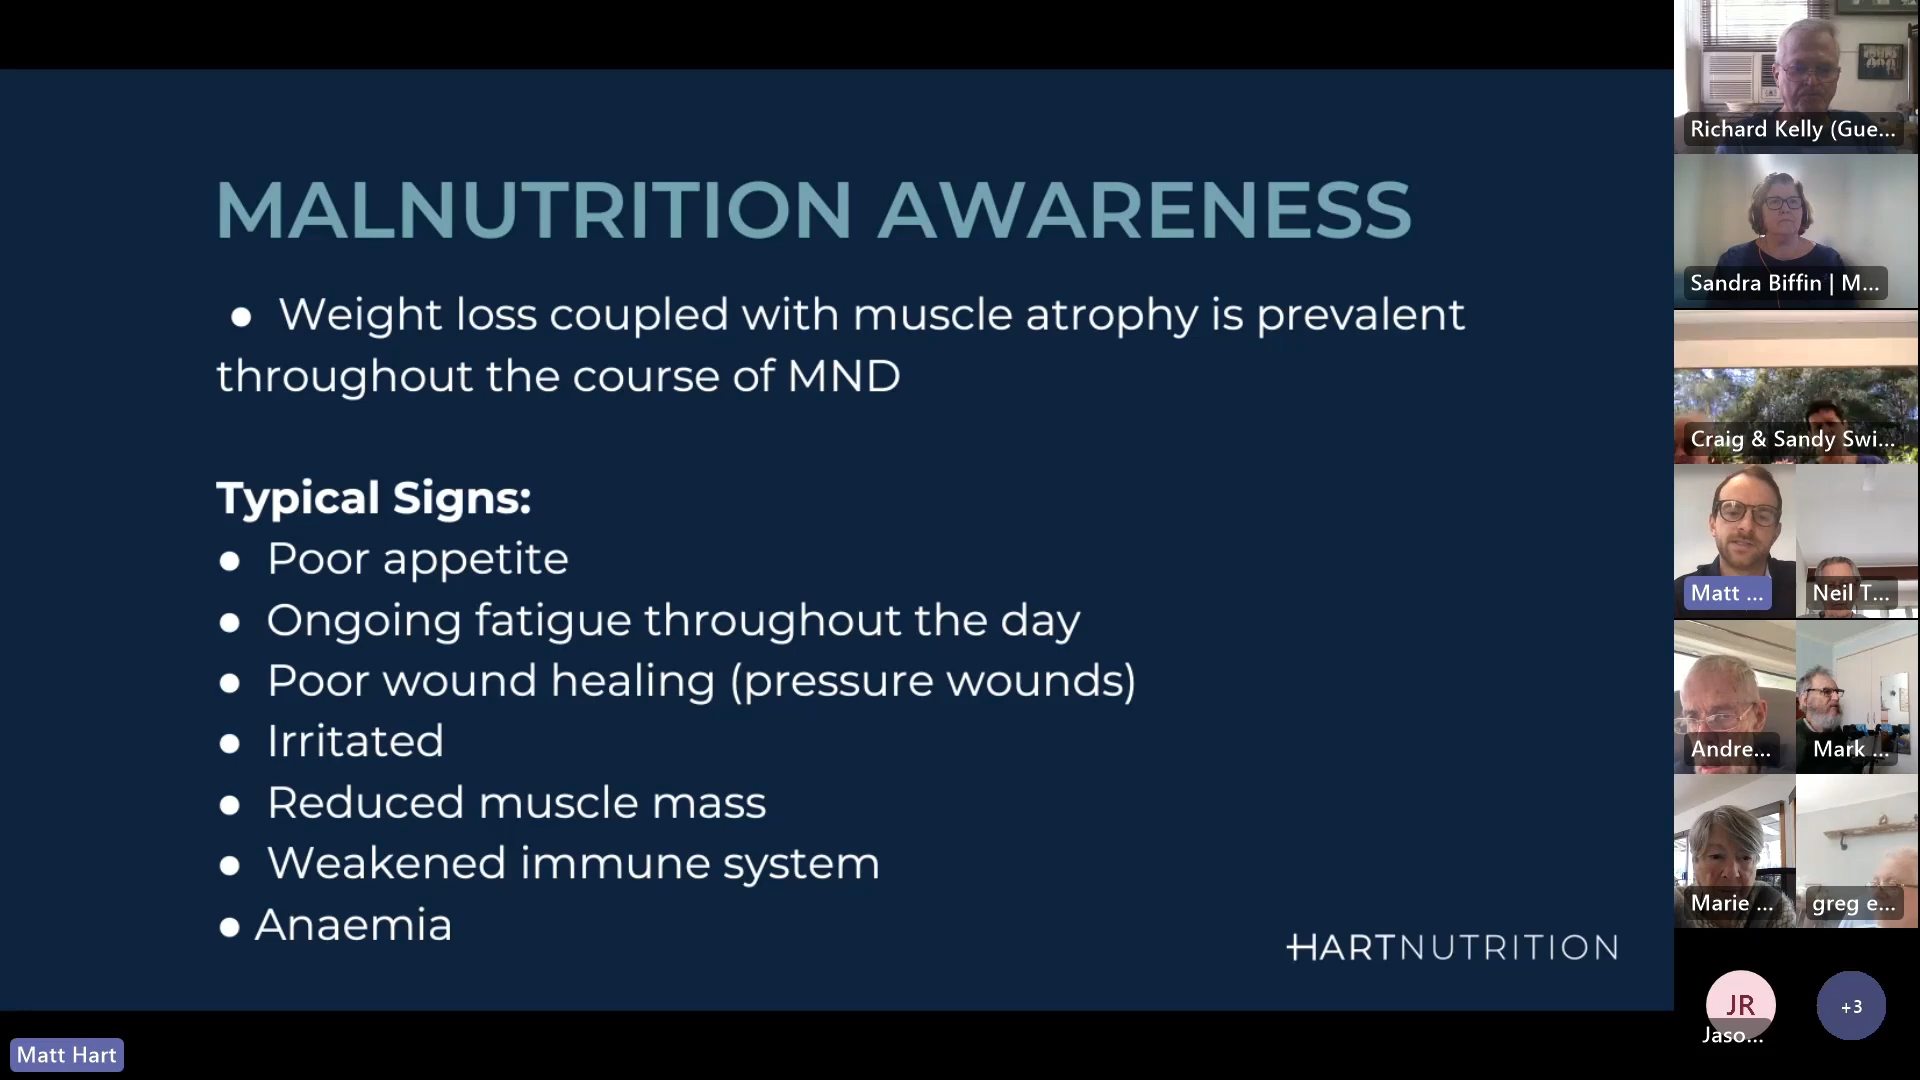 MALNUTRITION AWARENESS
● Weight loss coupled with muscle atrophy is prevalent
throughout the course of MND
Typical Signs:
● Poor appetite
● Ongoing fatigue throughout the day
● Poor wound healing (pressure wounds)
● Irritated
● Reduced muscle mass
● Weakened immune system
● Anaemia
HARTNUTRITION
Matt Hart
Richard Kelly (Gue...
Sandra Biffin | M...
Craig & Sandy Swi...
Matt ...
Neil T...
Andre...
Mark ...
Marie ...
greg e...
JR
Jaso...
+3